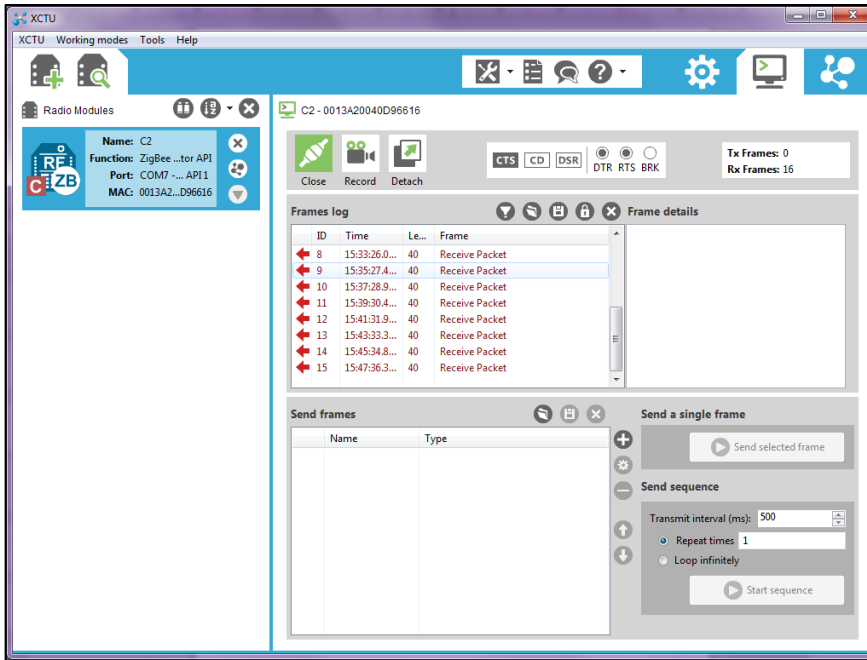 XCTU
XCTU Working modes Tools Help
Radio Modules
C2 - 0013A20040D96616
Name: C2
Function: ZigBee ...tor API
Port: COM7 -... API 1
MAC: 0013A2...D96616
RF
C ZB
Close Record Detach
CTS CD DSR DTR RTS BRK
Tx Frames: 0
Rx Frames: 16
Frames log
Frame details
ID Time Le... Frame
8 15:33:26.0... 40 Receive Packet
9 15:35:27.4... 40 Receive Packet
10 15:37:28.9... 40 Receive Packet
11 15:39:30.4... 40 Receive Packet
12 15:41:31.9... 40 Receive Packet
13 15:43:33.3... 40 Receive Packet
14 15:45:34.8... 40 Receive Packet
15 15:47:36.3... 40 Receive Packet
Send frames
Name Type
Send a single frame
Send selected frame
Send sequence
Transmit interval (ms): 500
Repeat times 1
Loop infinitely
Start sequence